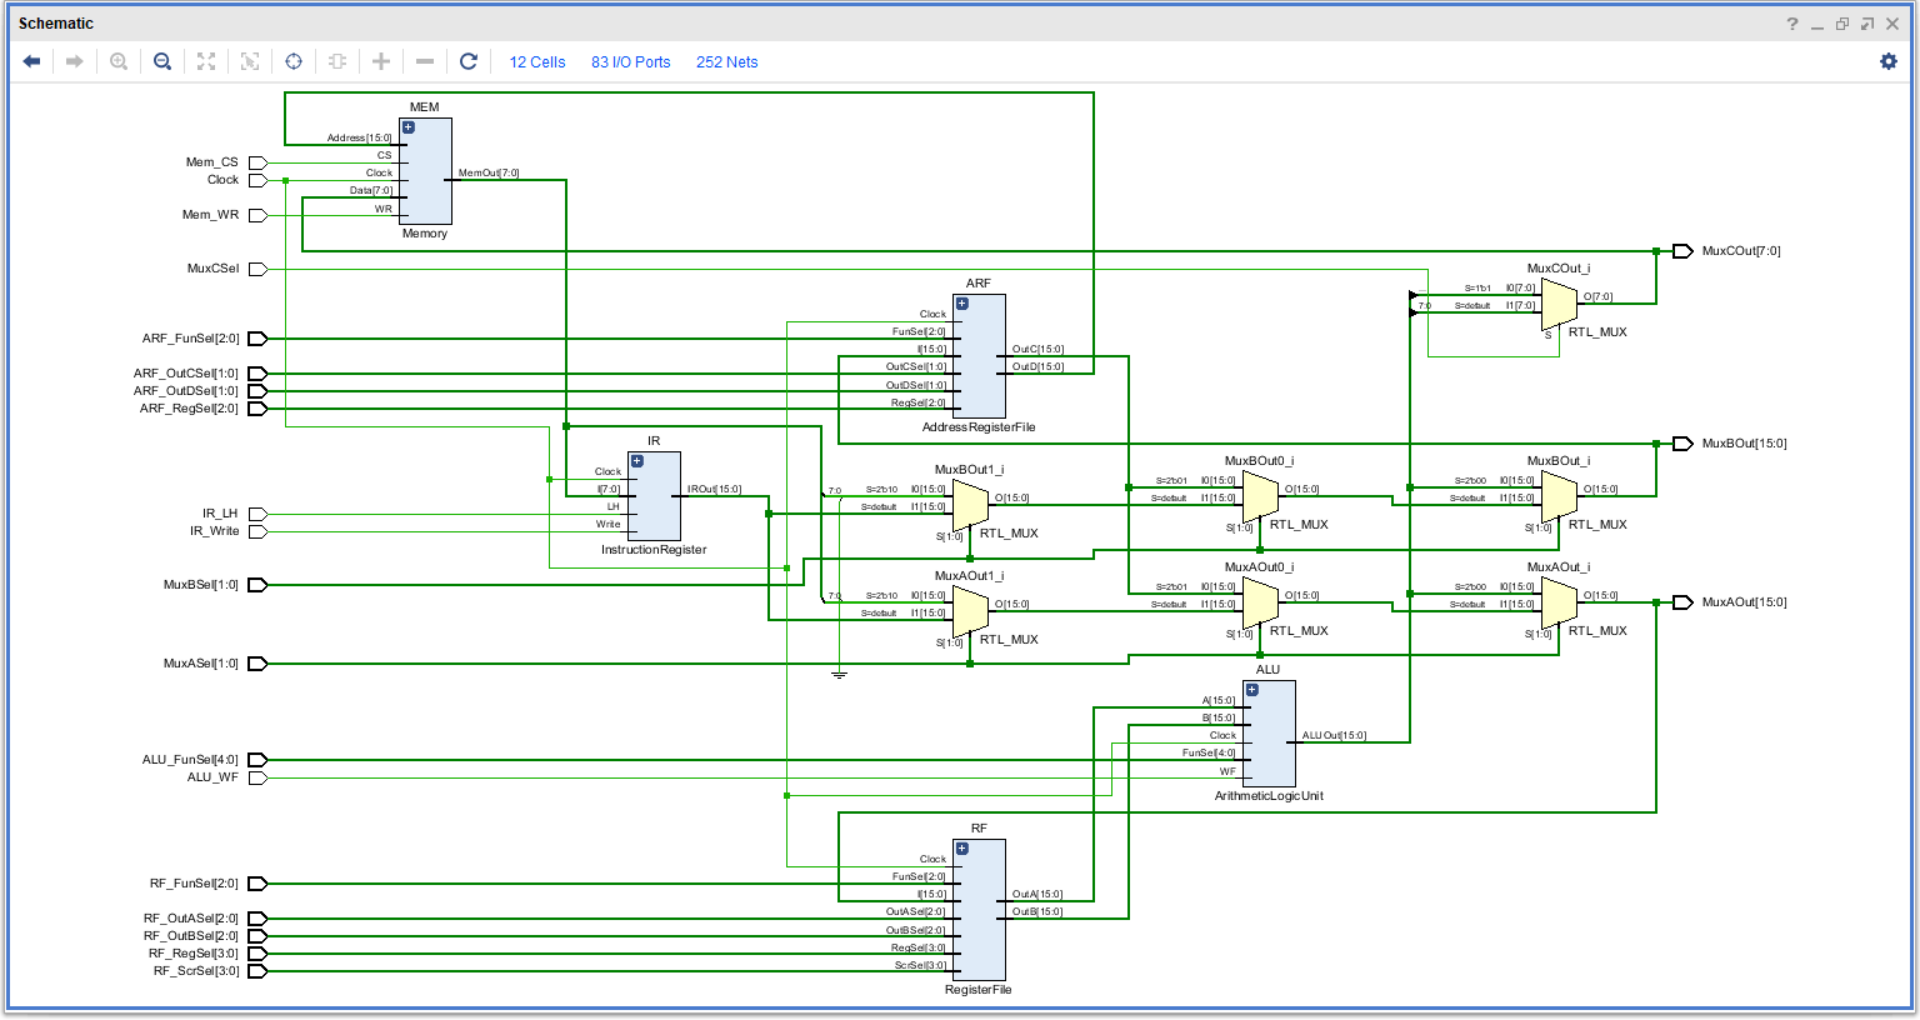 Schematic
12 Cells 83 I/O Ports 252 Nets
MEM
Address[15:0]
CS
Clock
Data[7:0]
WR
MemOut[7:0]
Memory
Mem_CS
Clock
Mem_WR
MuxCSel
ARF_FunSel[2:0]
ARF_OutCSel[1:0]
ARF_OutDSel[1:0]
ARF_RegSel[2:0]
IR_LH
IR_Write
MuxBSel[1:0]
MuxASel[1:0]
ALU_FunSel[4:0]
ALU_WF
RF_FunSel[2:0]
RF_OutASel[2:0]
RF_OutBSel[2:0]
RF_RegSel[3:0]
RF_ScrSel[3:0]
ARF
Clock
FunSel[2:0]
I[15:0]
OutCSel[1:0]
OutDSel[1:0]
RegSel[2:0]
OutC[15:0]
OutD[15:0]
AddressRegisterFile
IR
Clock
I[7:0]
LH
Write
IROut[15:0]
InstructionRegister
MuxBOut1_i
7:0 S=2'b10 I0[15:0]
S=default I1[15:0]
O[15:0]
S[1:0]
RTL_MUX
MuxAOut1_i
7:0 S=2'b10 I0[15:0]
S=default I1[15:0]
O[15:0]
S[1:0]
RTL_MUX
MuxBOut0_i
S=2'b01 I0[15:0]
S=default I1[15:0]
O[15:0]
S[1:0]
RTL_MUX
MuxAOut0_i
S=2'b01 I0[15:0]
S=default I1[15:0]
O[15:0]
S[1:0]
RTL_MUX
MuxCOut_i
S=1'b1 I0[7:0]
7:0 S=default I1[7:0]
O[7:0]
S
RTL_MUX
MuxBOut_i
S=2'b00 I0[15:0]
S=default I1[15:0]
O[15:0]
S[1:0]
RTL_MUX
MuxAOut_i
S=2'b00 I0[15:0]
S=default I1[15:0]
O[15:0]
S[1:0]
RTL_MUX
ALU
A[15:0]
B[15:0]
Clock
FunSel[4:0]
WF
ALUOut[15:0]
ArithmeticLogicUnit
RF
Clock
FunSel[2:0]
I[15:0]
OutASel[2:0]
OutBSel[2:0]
RegSel[3:0]
ScrSel[3:0]
OutA[15:0]
OutB[15:0]
RegisterFile
MuxCOut[7:0]
MuxBOut[15:0]
MuxAOut[15:0]